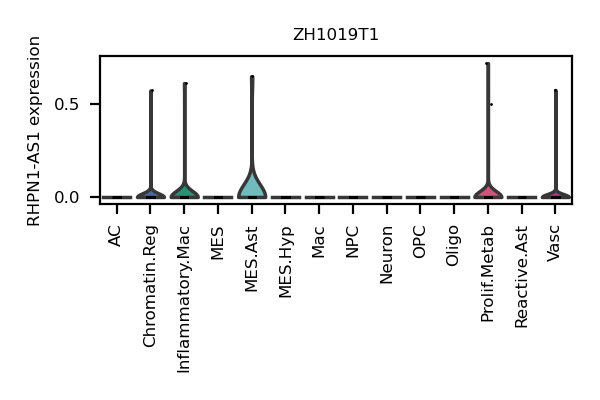 ZH1019T1
RHPN1-AS1 expression
0.5
0.0
AC
Chromatin.Reg
Inflammatory.Mac
MES
MES.Ast
MES.Hyp
Mac
NPC
Neuron
OPC
Oligo
Prolif.Metab
Reactive.Ast
Vasc